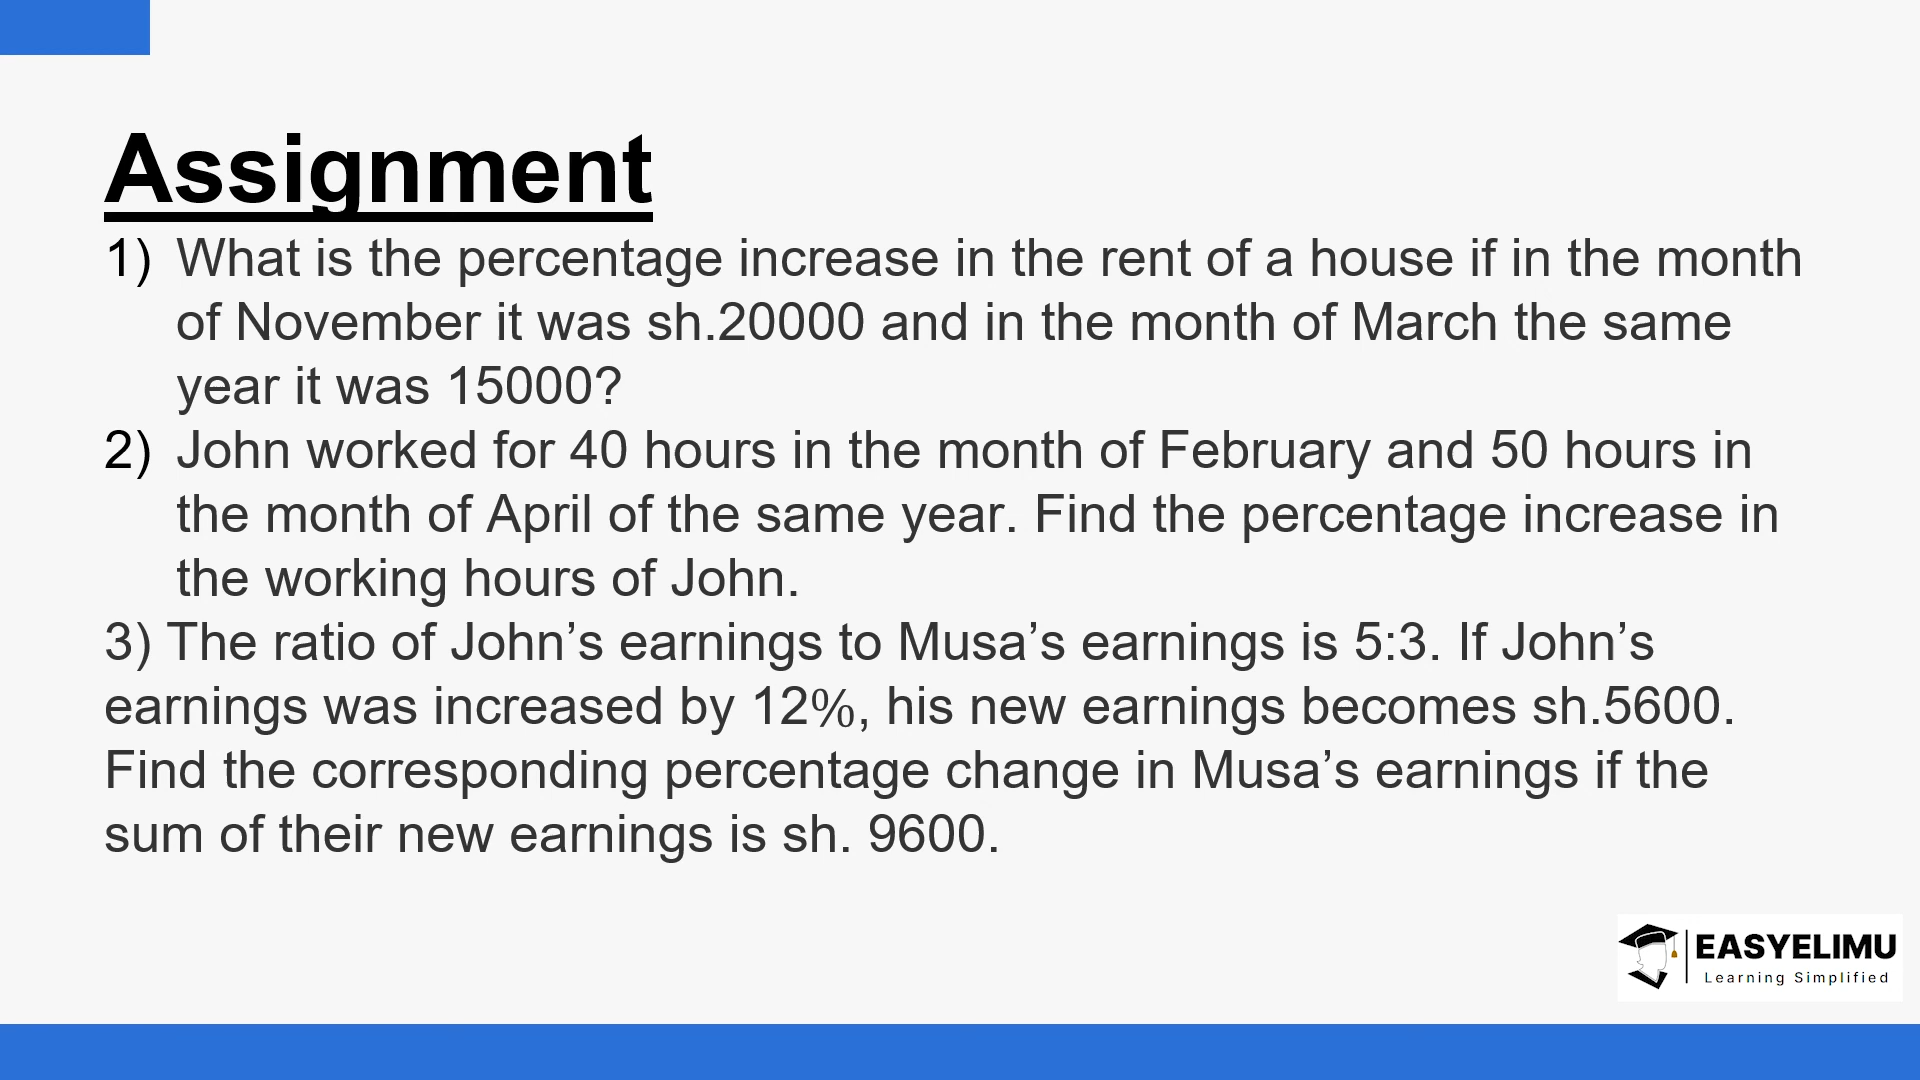 Assignment
1) What is the percentage increase in the rent of a house if in the month
of November it was sh.20000 and in the month of March the same
year it was 15000?
2) John worked for 40 hours in the month of February and 50 hours in
the month of April of the same year. Find the percentage increase in
the working hours of John.
3) The ratio of John’s earnings to Musa’s earnings is 5:3. If John’s
earnings was increased by 12%, his new earnings becomes sh.5600.
Find the corresponding percentage change in Musa’s earnings if the
sum of their new earnings is sh. 9600.
EASYELIMU
Learning Simplified